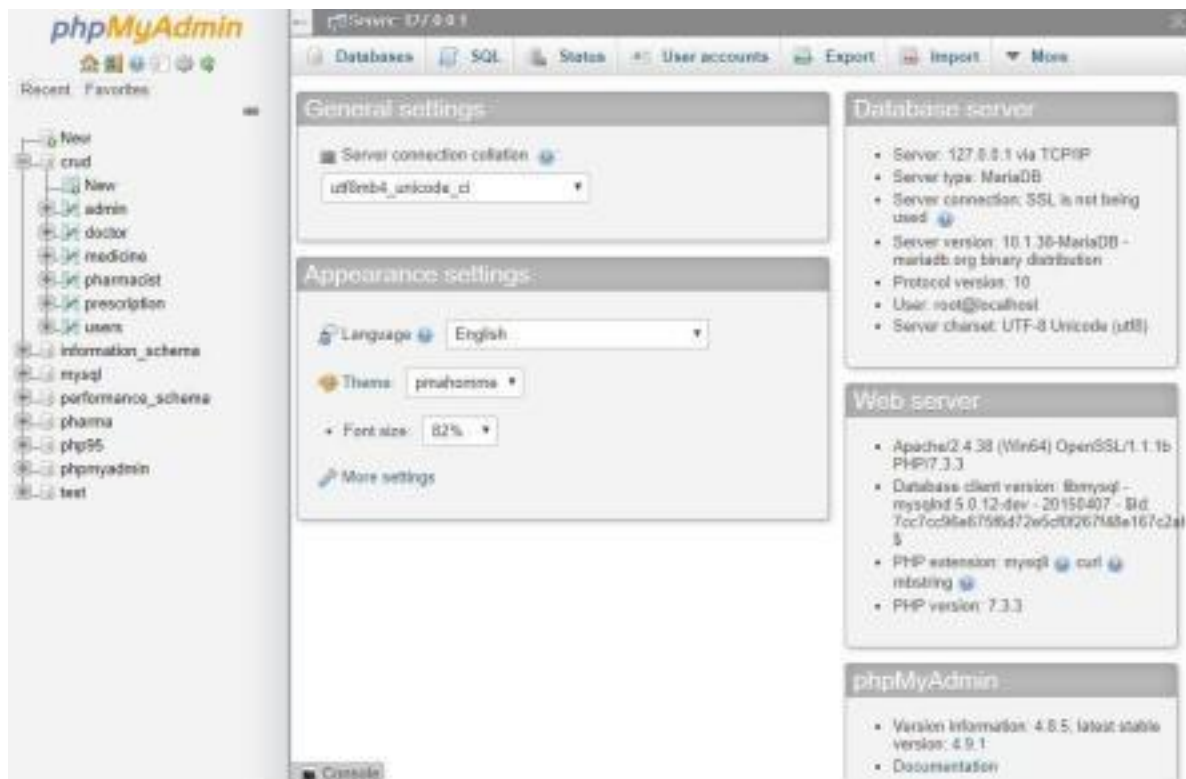 phpMyAdmin
Recent Favorites
New
crud
New
admin
doctor
medicine
pharmacist
prescription
users
information_schema
mysql
performance_schema
pharma
php95
phpmyadmin
test
Server: 127.0.0.1
Databases SQL Status User accounts Export Import More
General settings
Server connection collation
utf8mb4_unicode_ci
Appearance settings
Language English
Theme: pmahomme
Font size: 82%
More settings
Console
Database server
Server: 127.0.0.1 via TCP/IP
Server type: MariaDB
Server connection: SSL is not being
used
Server version: 10.1.38-MariaDB -
mariadb.org binary distribution
Protocol version: 10
User: root@localhost
Server charset: UTF-8 Unicode (utf8)
Web server
Apache/2.4.38 (Win64) OpenSSL/1.1.1b
PHP/7.3.3
Database client version: libmysql -
mysqlnd 5.0.12-dev - 20150407 - $Id:
$
PHP extension: mysqli curl
mbstring
PHP version: 7.3.3
phpMyAdmin
Version information: 4.8.5, latest stable
version: 4.9.1
Documentation